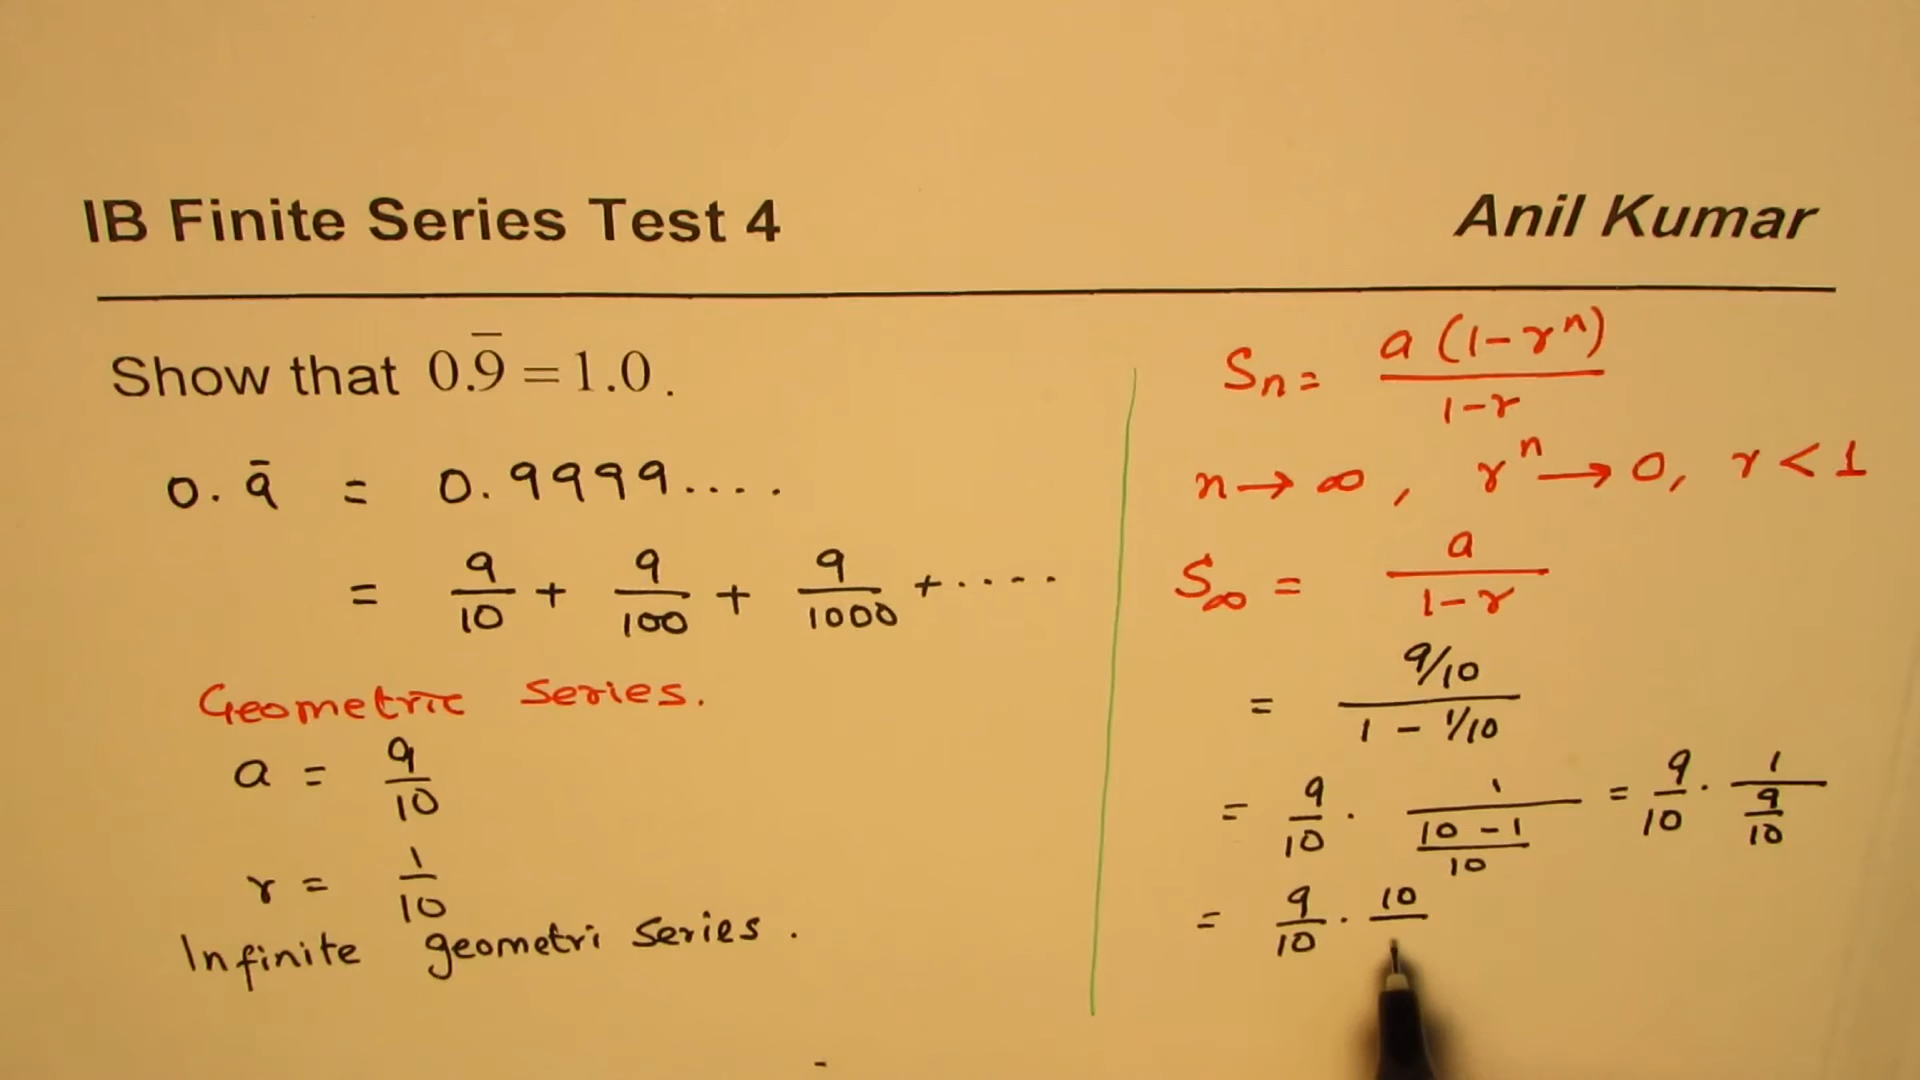 IB Finite Series Test 4
Anil Kumar
Show that 0.9̅ = 1.0.
0.9̅ = 0.9999....
= 9/10 + 9/100 + 9/1000 + ....
Geometric series.
a = 9/10
r = 1/10
Infinite geometri series.
Sn = a(1-rⁿ)/1-r
n → ∞, rⁿ → 0, r < 1
S∞ = a/1-r
= 9/10 / 1 - 1/10
= 9/10 · 1/(10-1/10) = 9/10 · 1/(9/10)
= 9/10 · 10/